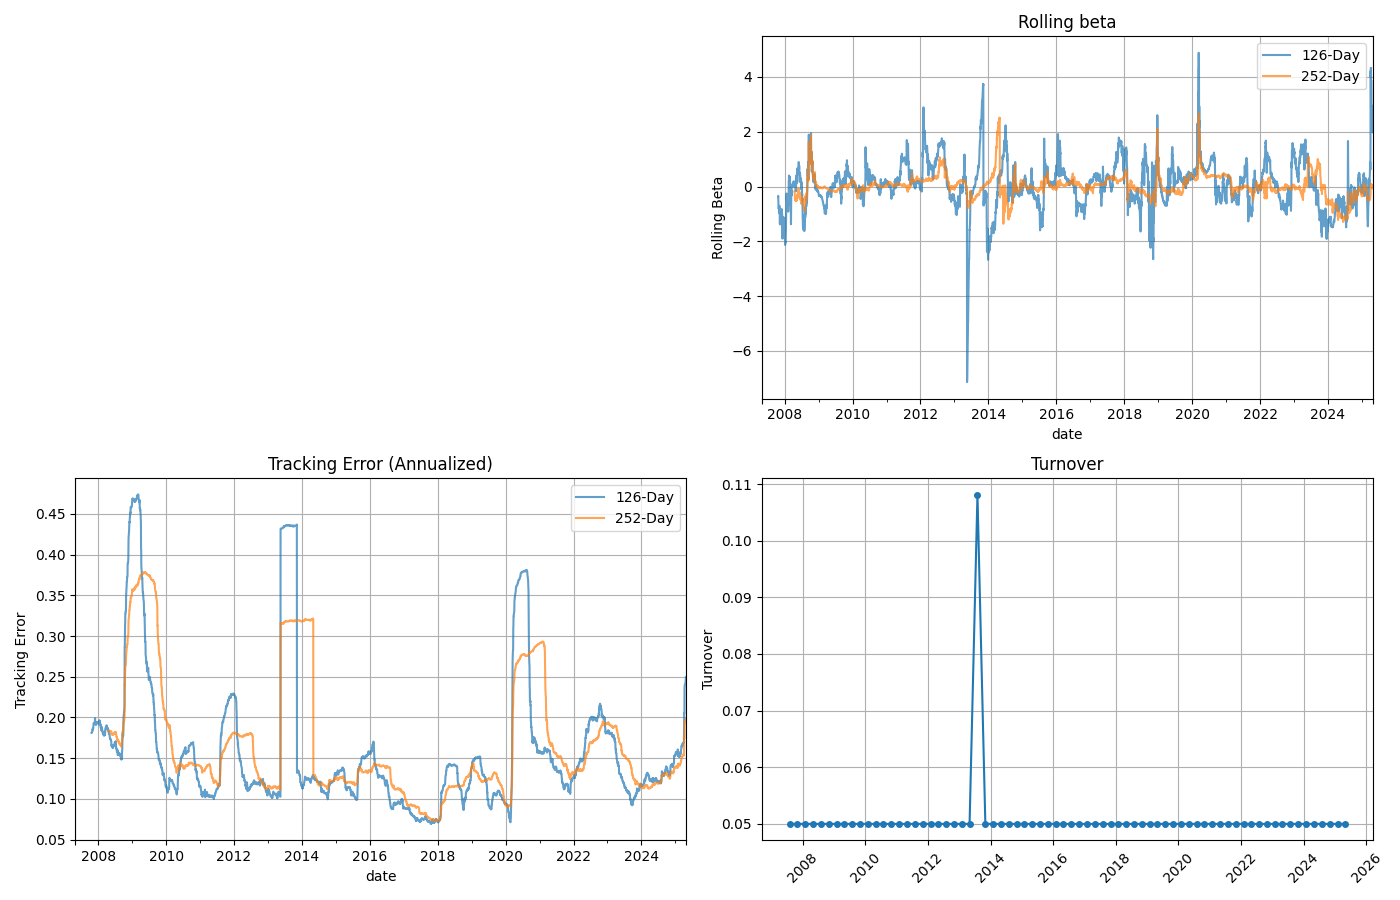 Rolling beta
126-Day
252-Day
4
2
0
−2
−4
−6
Rolling Beta
2008 2010 2012 2014 2016 2018 2020 2022 2024
date
Tracking Error (Annualized)
126-Day
252-Day
0.45
0.40
0.35
0.30
0.25
0.20
0.15
0.10
0.05
Tracking Error
2008 2010 2012 2014 2016 2018 2020 2022 2024
date
Turnover
0.11
0.10
0.09
0.08
0.07
0.06
0.05
Turnover
2008 2010 2012 2014 2016 2018 2020 2022 2024 2026